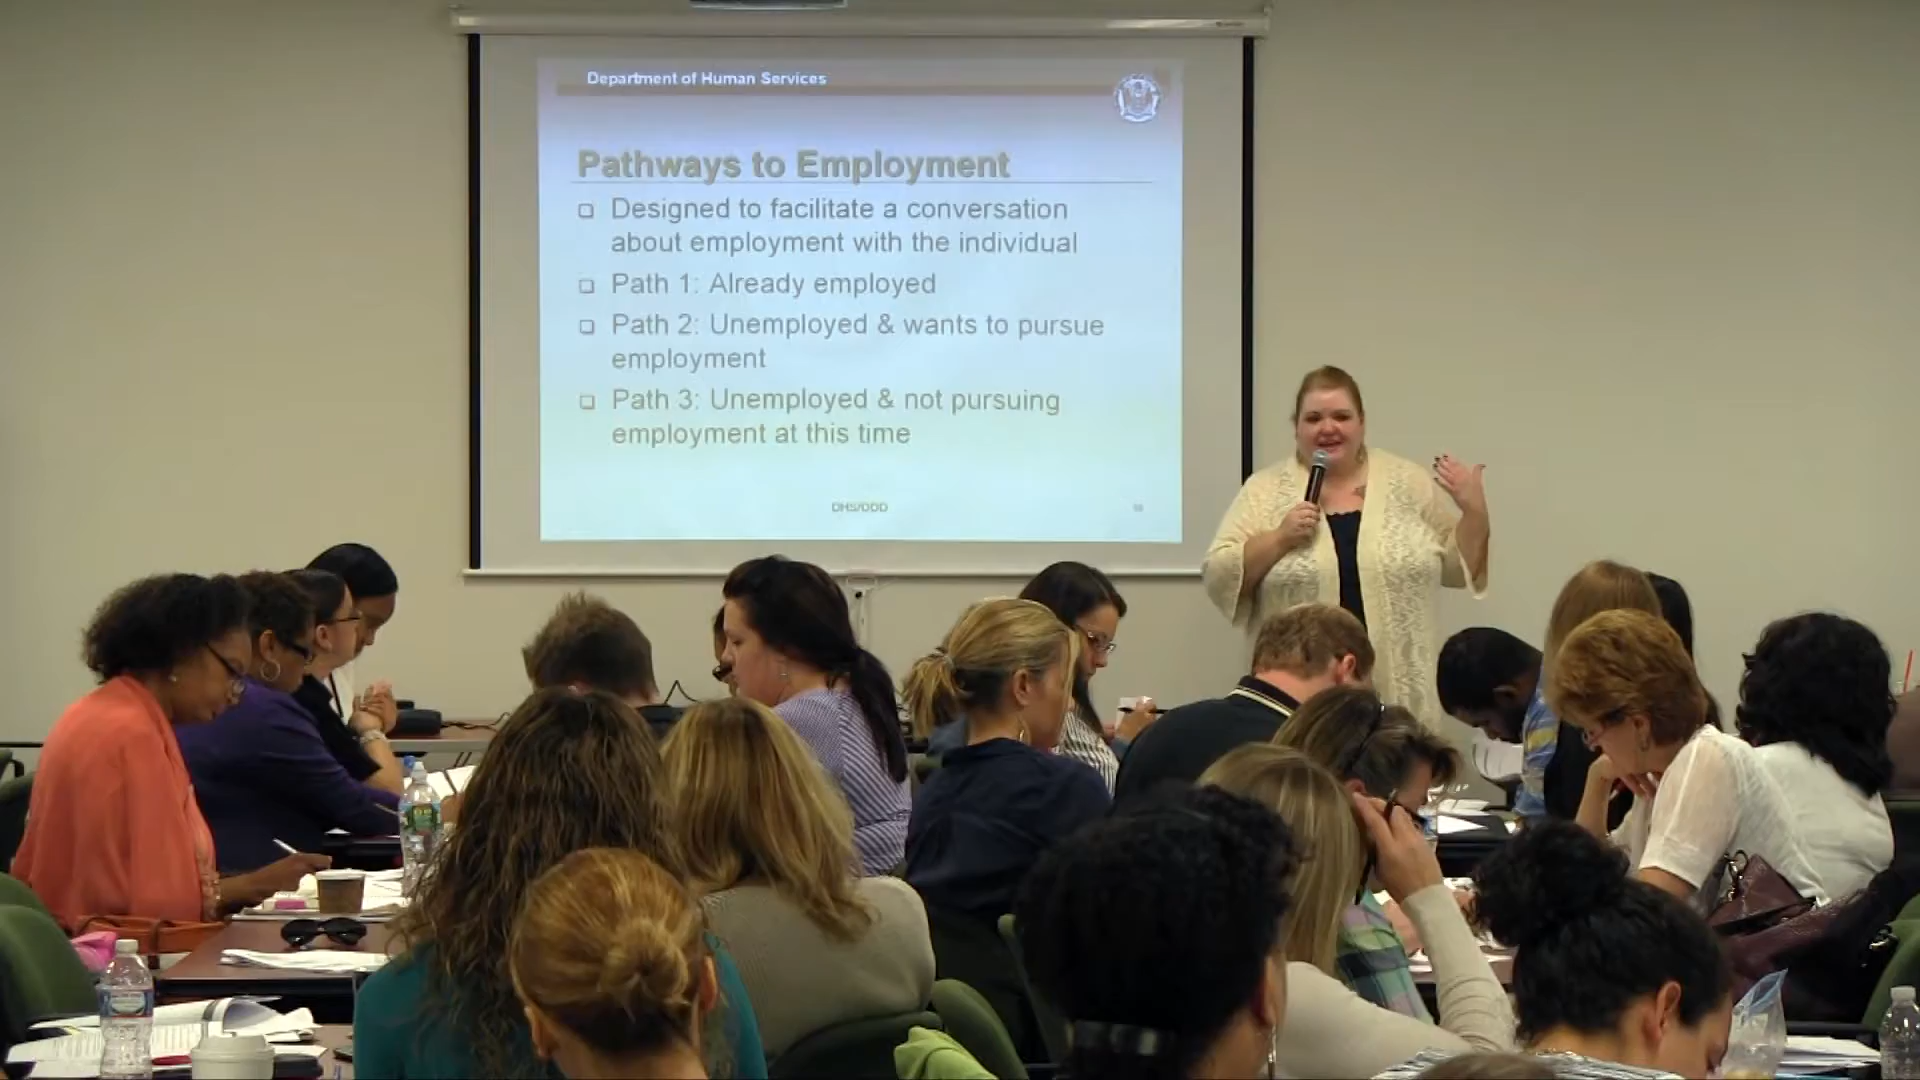 Department of Human Services
Pathways to Employment
Designed to facilitate a conversation
about employment with the individual
Path 1: Already employed
Path 2: Unemployed & wants to pursue
employment
Path 3: Unemployed & not pursuing
employment at this time
DHS/DDD